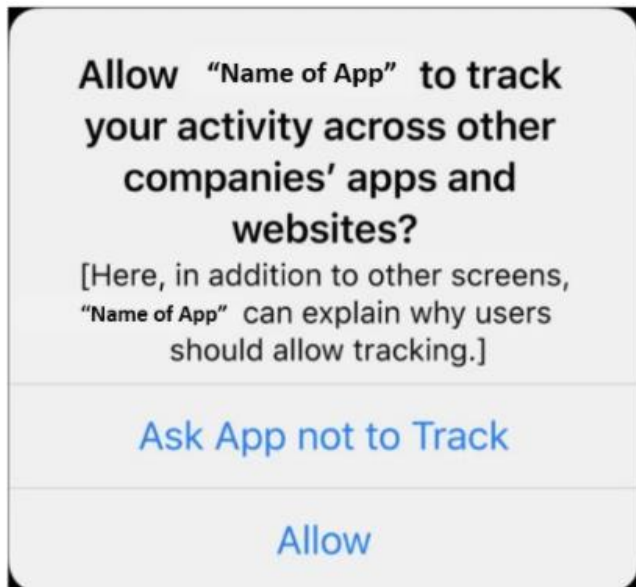 Allow “Name of App” to track
your activity across other
companies’ apps and
websites?
[Here, in addition to other screens,
“Name of App” can explain why users
should allow tracking.]
Ask App not to Track
Allow